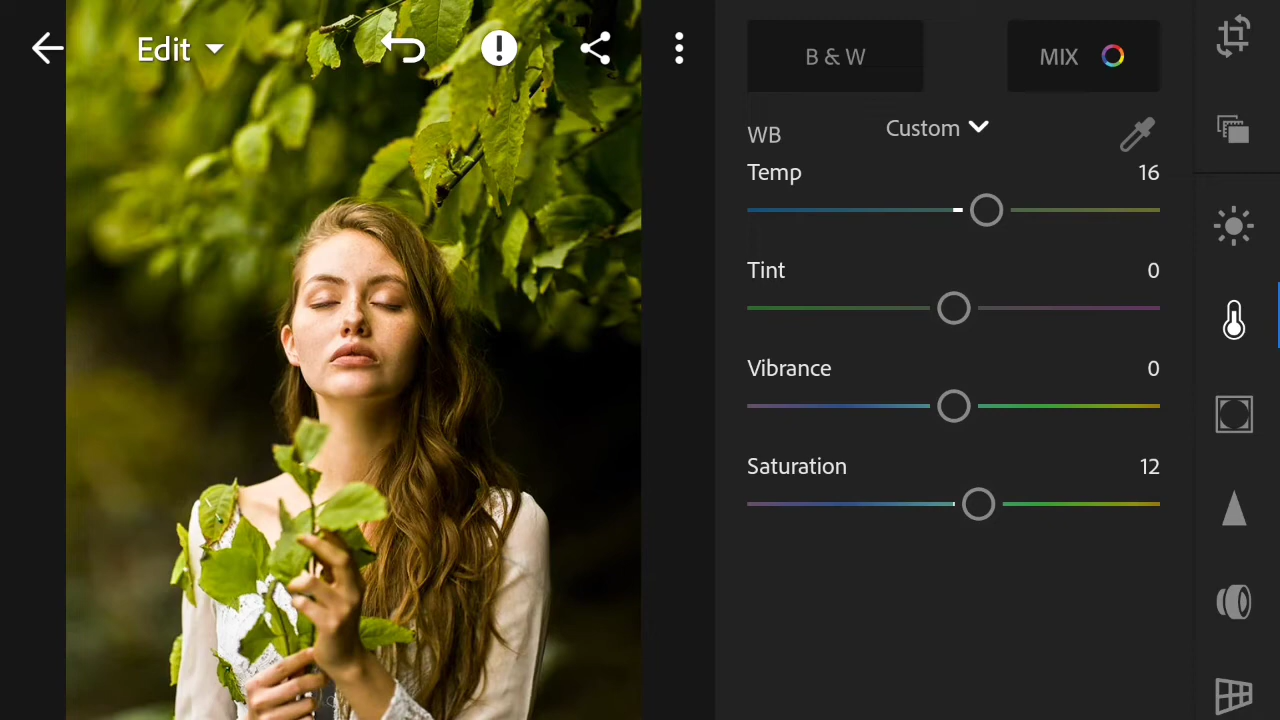 Edit
B & W
MIX
WB
Custom
Temp 16
Tint 0
Vibrance 0
Saturation 12